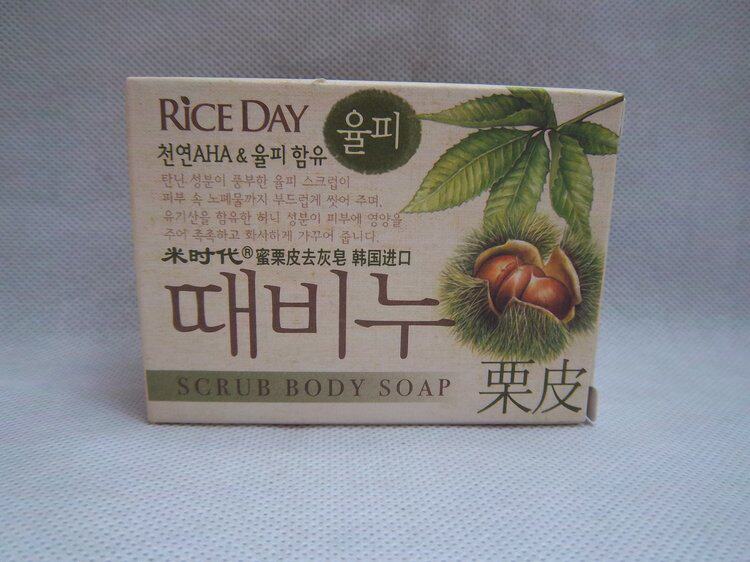 RiCE DAY
율피
천연AHA & 율피 함유
탄닌 성분이 풍부한 율피 스크럽이
피부 속 노폐물까지 부드럽게 씻어 주며,
유기산을 함유한 허니 성분이 피부에 영양을
주어 촉촉하고 화사하게 가꾸어 줍니다.
米时代® 蜜栗皮去灰皂 韩国进口
때비누
SCRUB BODY SOAP
栗皮